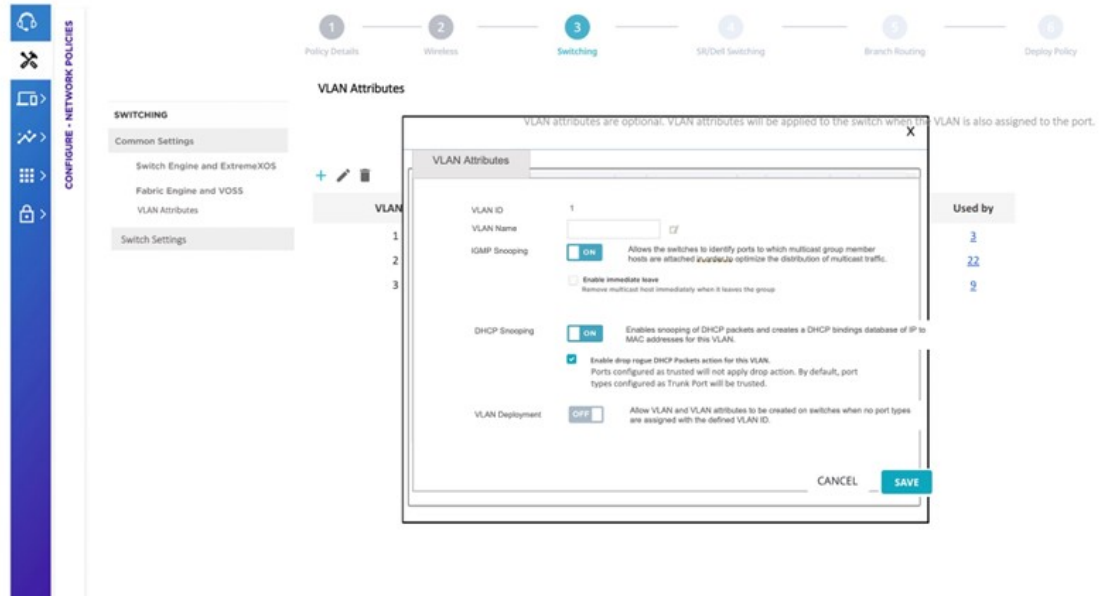 CONFIGURE - NETWORK POLICIES
1
2
3
4
5
6
Policy Details
Wireless
Switching
SR/Dell Switching
Branch Routing
Deploy Policy
VLAN Attributes
SWITCHING
Common Settings
Switch Engine and ExtremeXOS
Fabric Engine and VOSS
VLAN Attributes
Switch Settings
VLAN attributes are optional. VLAN attributes will be applied to the switch when the VLAN is also assigned to the port.
X
VLAN Used by
1 3
2 22
3 9
VLAN Attributes
VLAN ID 1
VLAN Name
IGMP Snooping ON Allows the switches to identify ports to which multicast group member
hosts are attached in order to optimize the distribution of multicast traffic.
Enable immediate leave
Remove multicast host immediately when it leaves the group
DHCP Snooping ON Enables snooping of DHCP packets and creates a DHCP bindings database of IP to
MAC addresses for this VLAN.
Enable drop rogue DHCP Packets action for this VLAN.
Ports configured as trusted will not apply drop action. By default, port
types configured as Trunk Port will be trusted.
VLAN Deployment OFF Allow VLAN and VLAN attributes to be created on switches when no port types
are assigned with the defined VLAN ID.
CANCEL SAVE